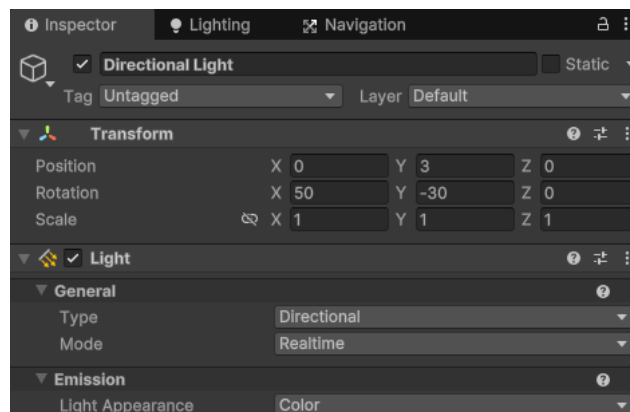 Inspector Lighting Navigation
Directional Light Static
Tag Untagged Layer Default
Transform
Position X 0 Y 3 Z 0
Rotation X 50 Y -30 Z 0
Scale X 1 Y 1 Z 1
Light
General
Type Directional
Mode Realtime
Emission
Light Appearance Color